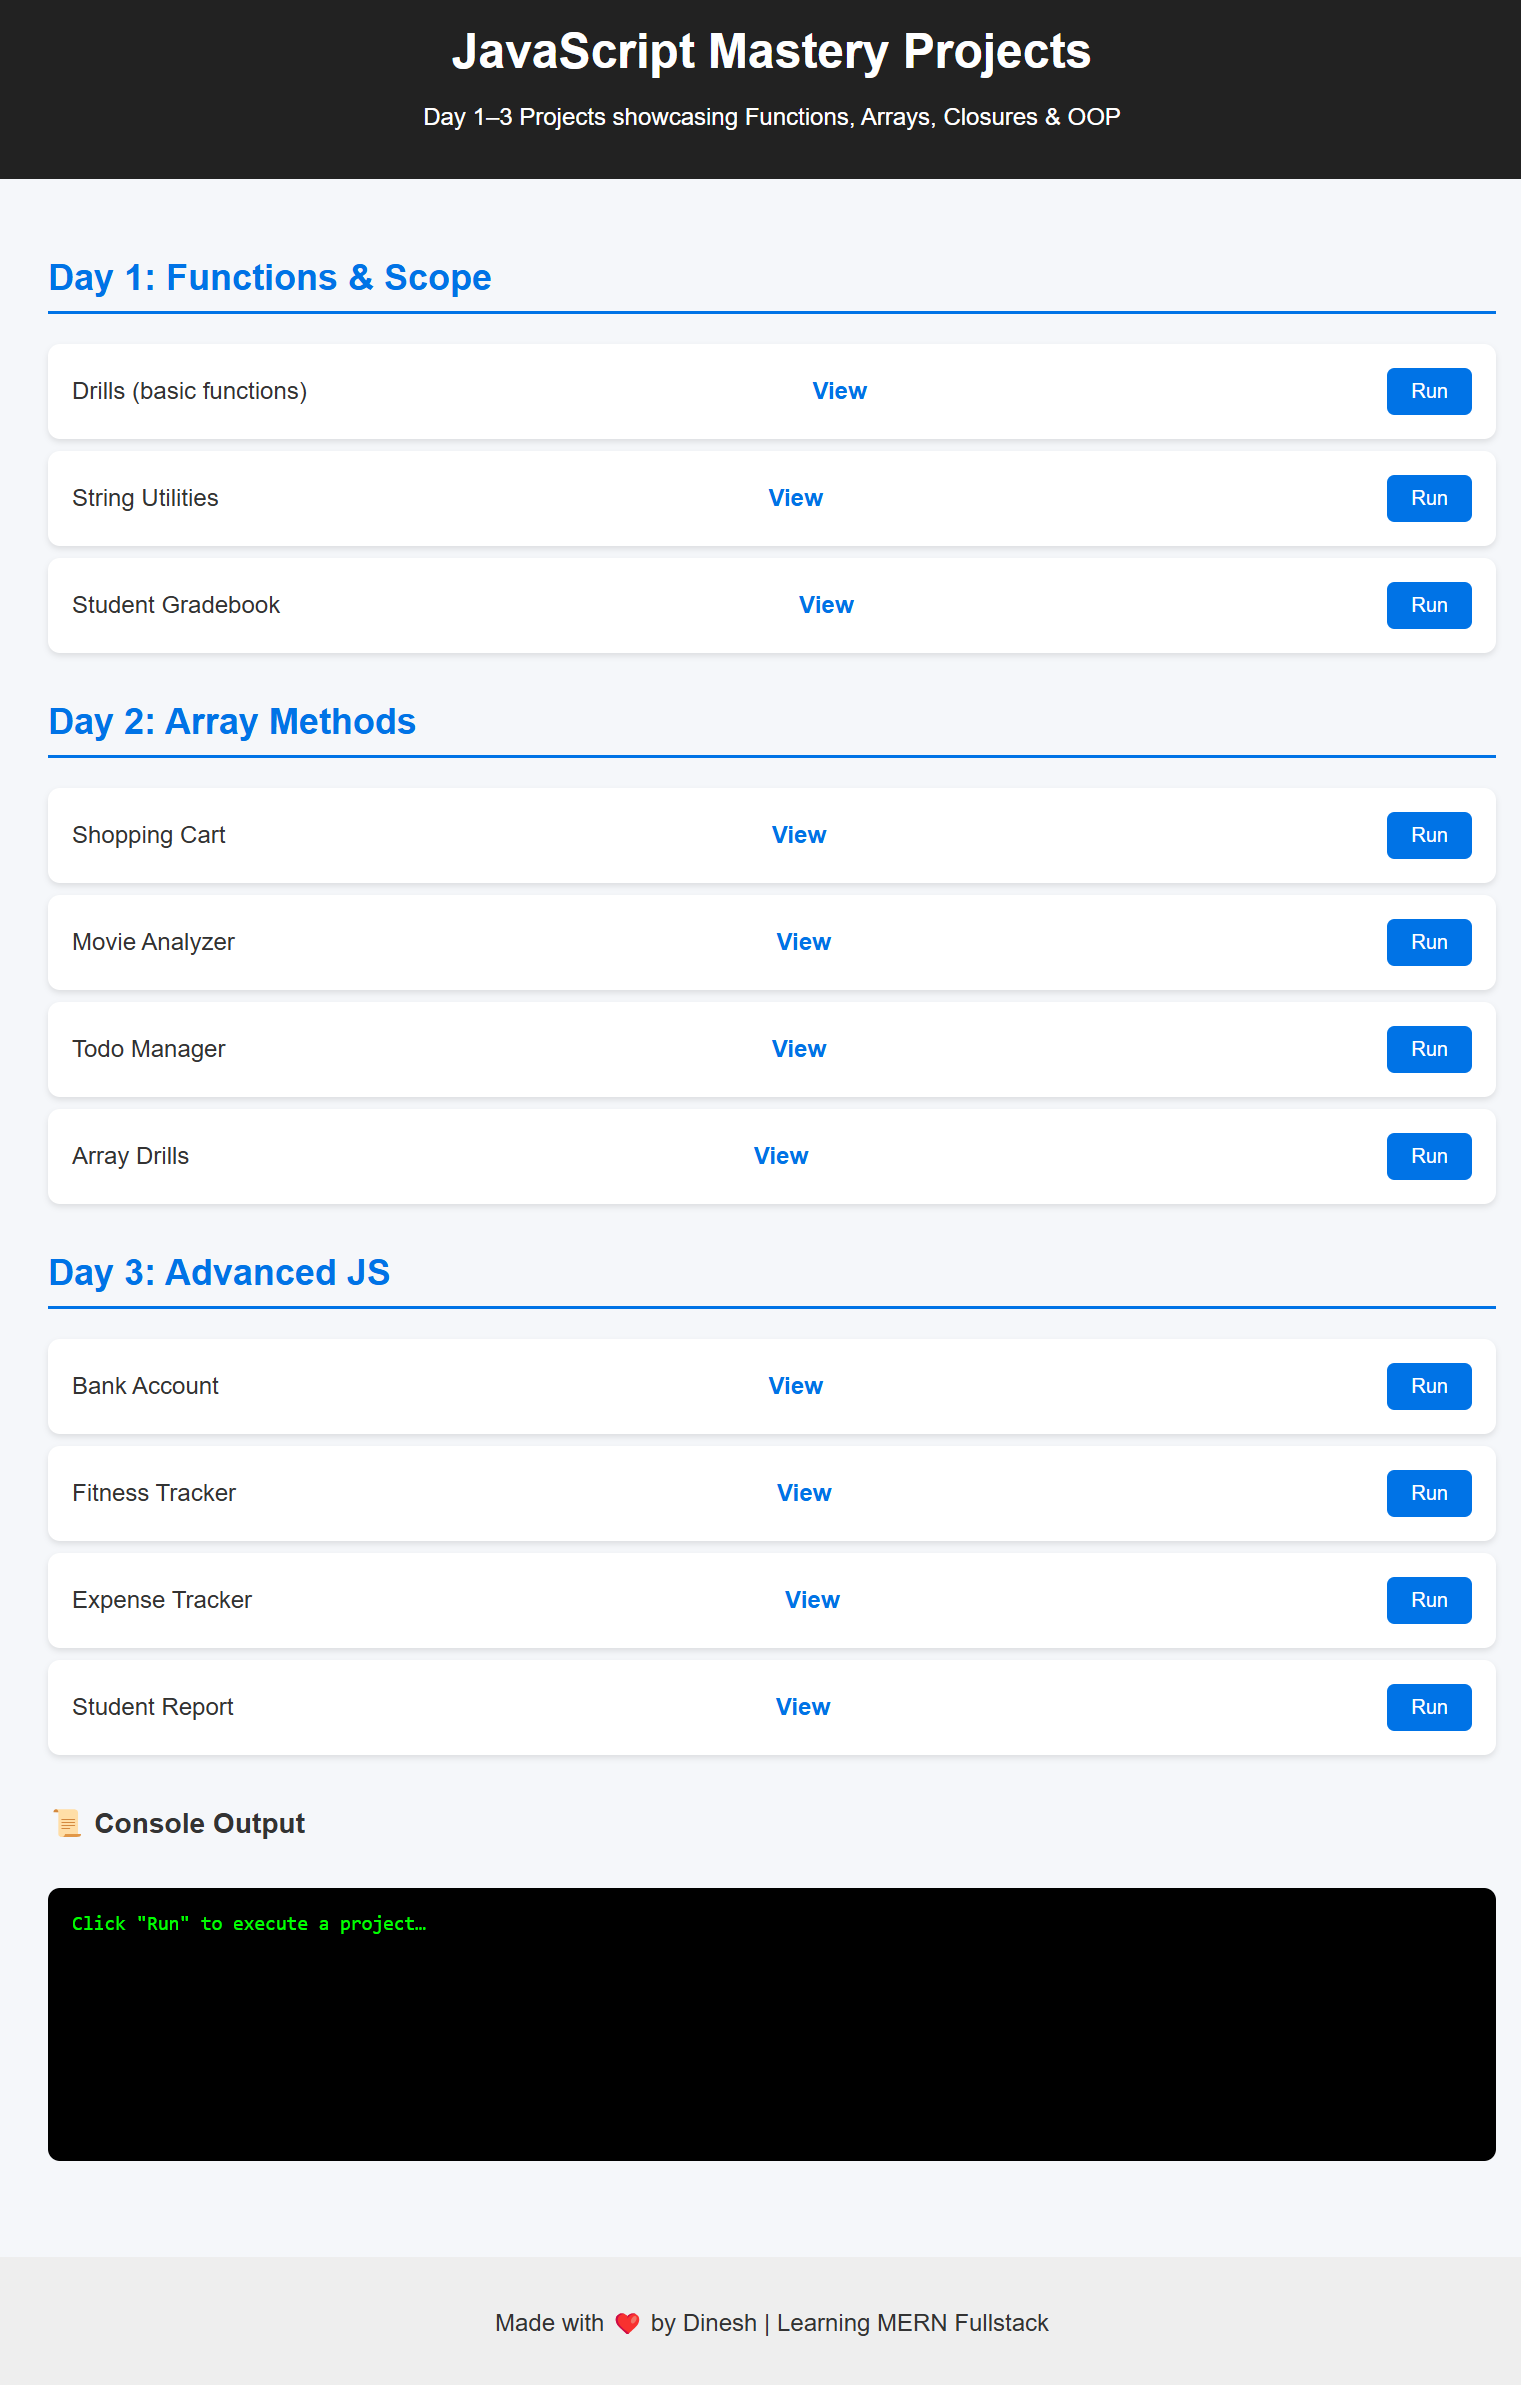 JavaScript Mastery Projects
Day 1–3 Projects showcasing Functions, Arrays, Closures & OOP
Day 1: Functions & Scope
Drills (basic functions) View Run
String Utilities View Run
Student Gradebook View Run
Day 2: Array Methods
Shopping Cart View Run
Movie Analyzer View Run
Todo Manager View Run
Array Drills View Run
Day 3: Advanced JS
Bank Account View Run
Fitness Tracker View Run
Expense Tracker View Run
Student Report View Run
📜 Console Output
Click "Run" to execute a project…
Made with ❤️ by Dinesh | Learning MERN Fullstack